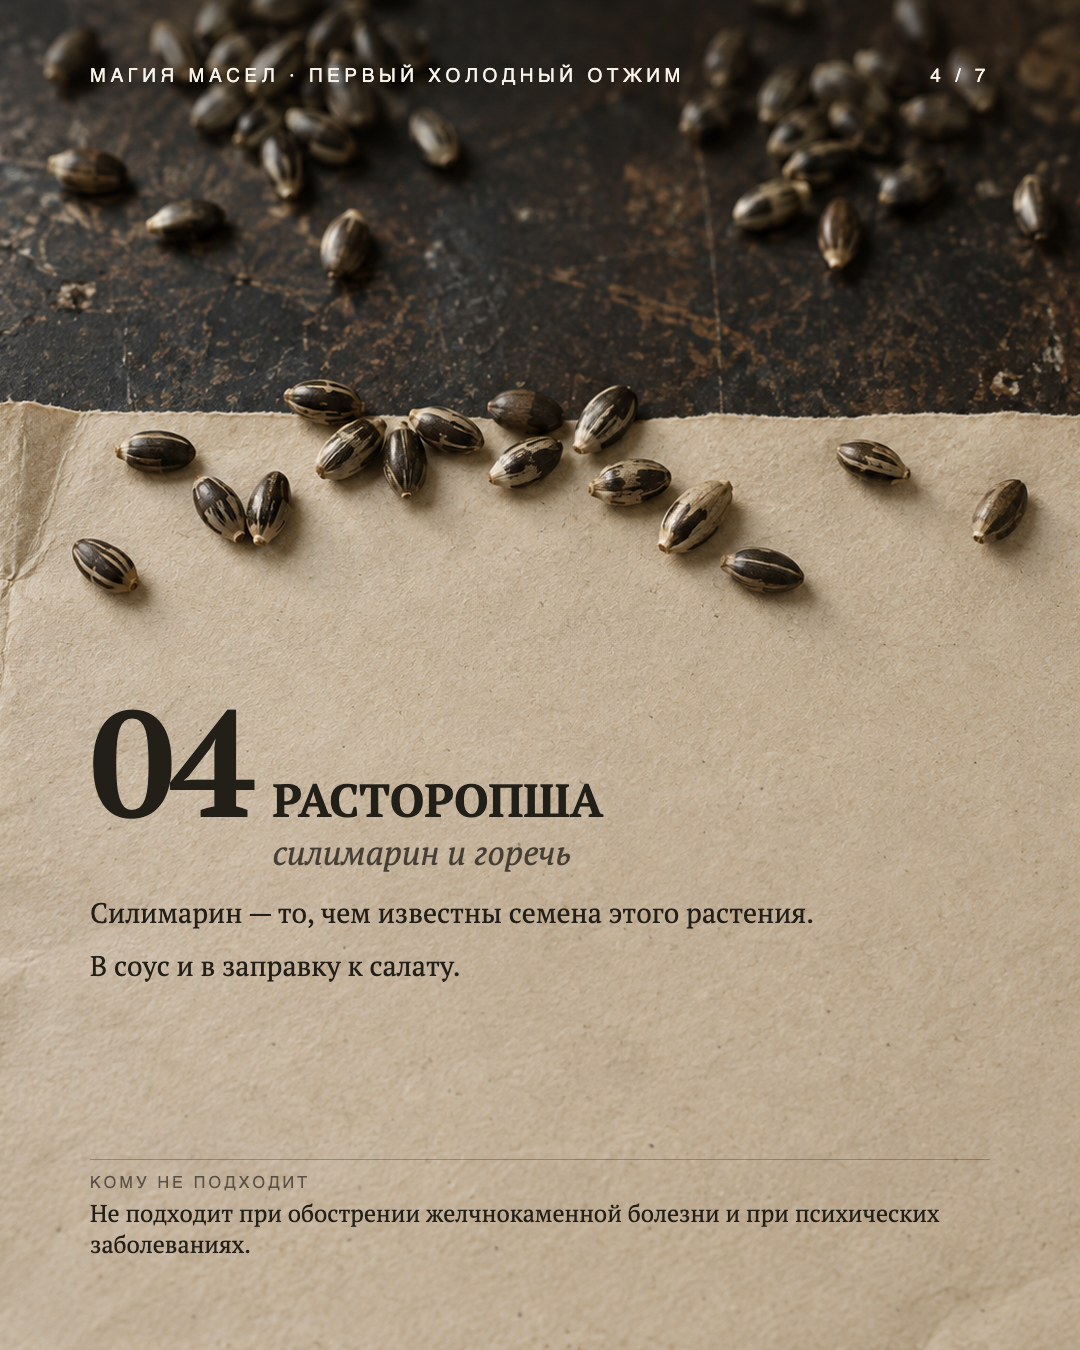 МАГИЯ МАСЕЛ · ПЕРВЫЙ ХОЛОДНЫЙ ОТЖИМ
4 / 7
04 РАСТОРОПША
силимарин и горечь
Силимарин — то, чем известны семена этого растения.
В соус и в заправку к салату.
КОМУ НЕ ПОДХОДИТ
Не подходит при обострении желчнокаменной болезни и при психических
заболеваниях.